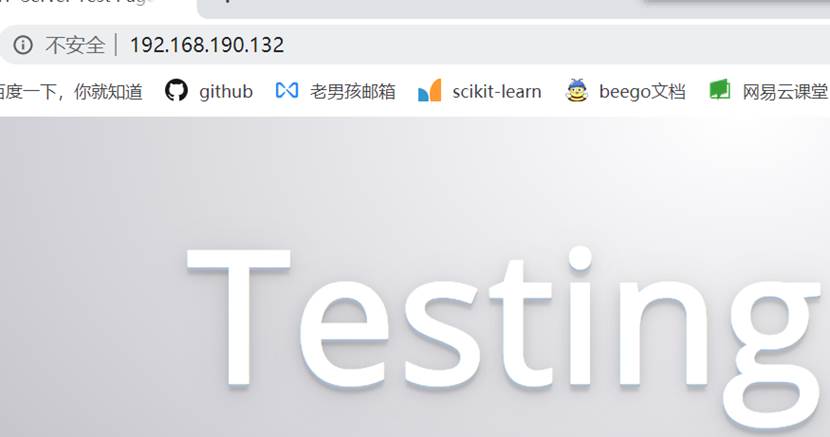 Server Test Pag
不安全 192.168.190.132
百度一下，你就知道 github 老男孩邮箱 scikit-learn beego文档 网易云课堂
Testing